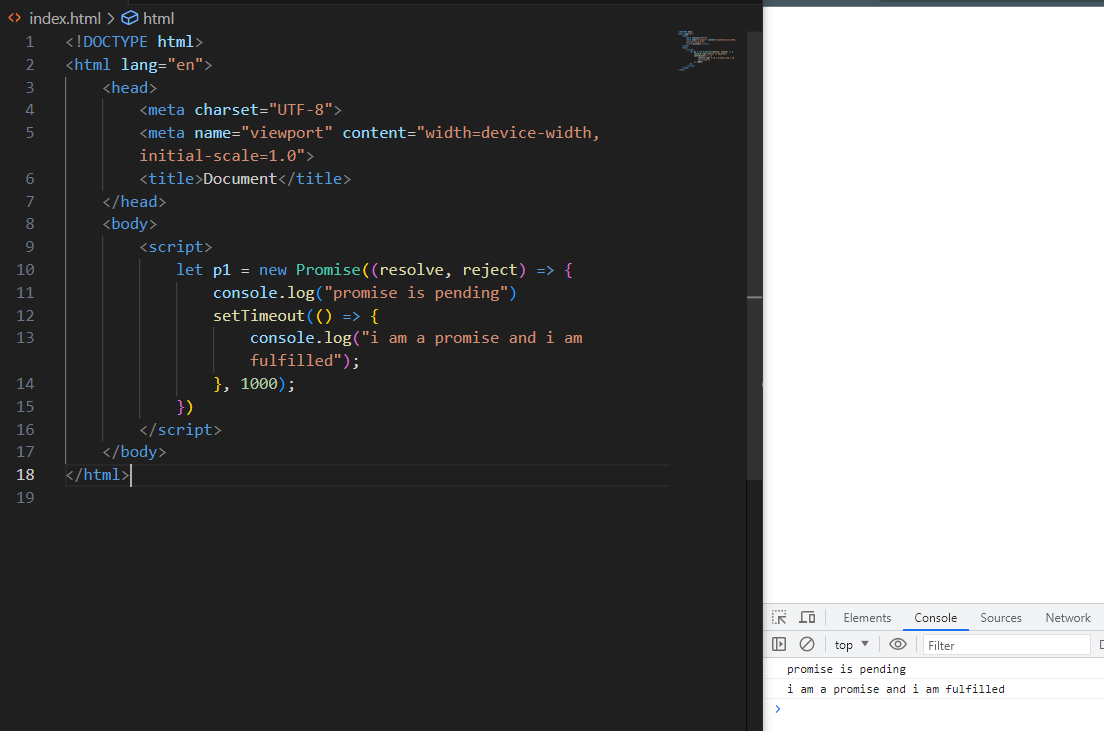 index.html > html
1 <!DOCTYPE html>
2 <html lang="en">
3 <head>
4 <meta charset="UTF-8">
5 <meta name="viewport" content="width=device-width,
initial-scale=1.0">
6 <title>Document</title>
7 </head>
8 <body>
9 <script>
10 let p1 = new Promise((resolve, reject) => {
11 console.log("promise is pending")
12 setTimeout(() => {
13 console.log("i am a promise and i am
fulfilled");
14 }, 1000);
15 })
16 </script>
17 </body>
18 </html>
19
Elements Console Sources Network
top Filter
promise is pending
i am a promise and i am fulfilled